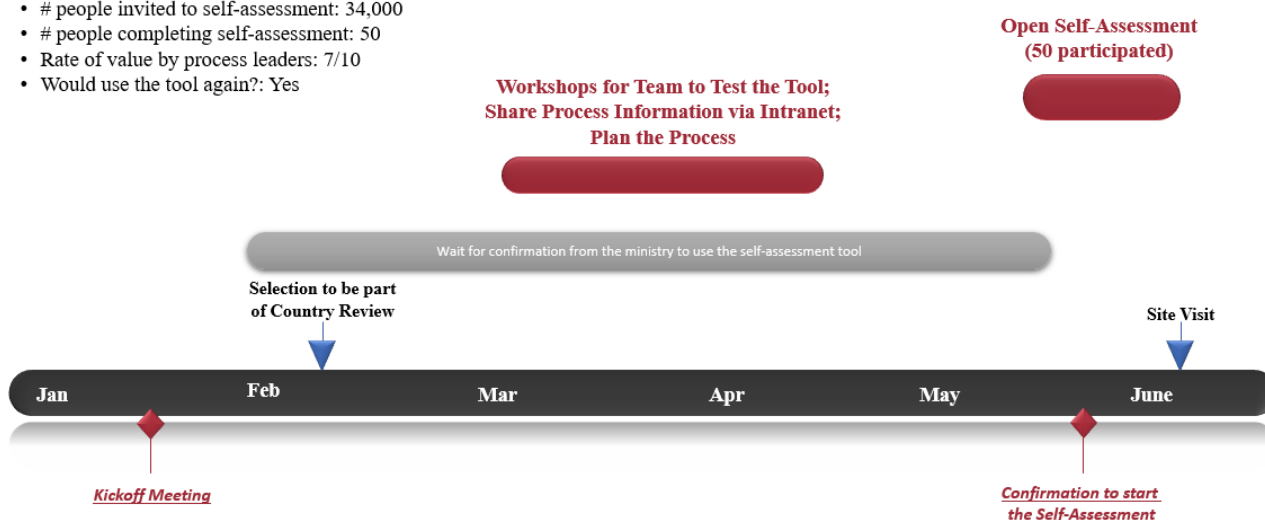 • # people invited to self-assessment: 34,000
• # people completing self-assessment: 50
• Rate of value by process leaders: 7/10
• Would use the tool again?: Yes
Open Self-Assessment
(50 participated)
Workshops for Team to Test the Tool;
Share Process Information via Intranet;
Plan the Process
Wait for confirmation from the ministry to use the self-assessment tool
Selection to be part
of Country Review
Site Visit
Jan
Feb
Mar
Apr
May
June
Kickoff Meeting
Confirmation to start
the Self-Assessment